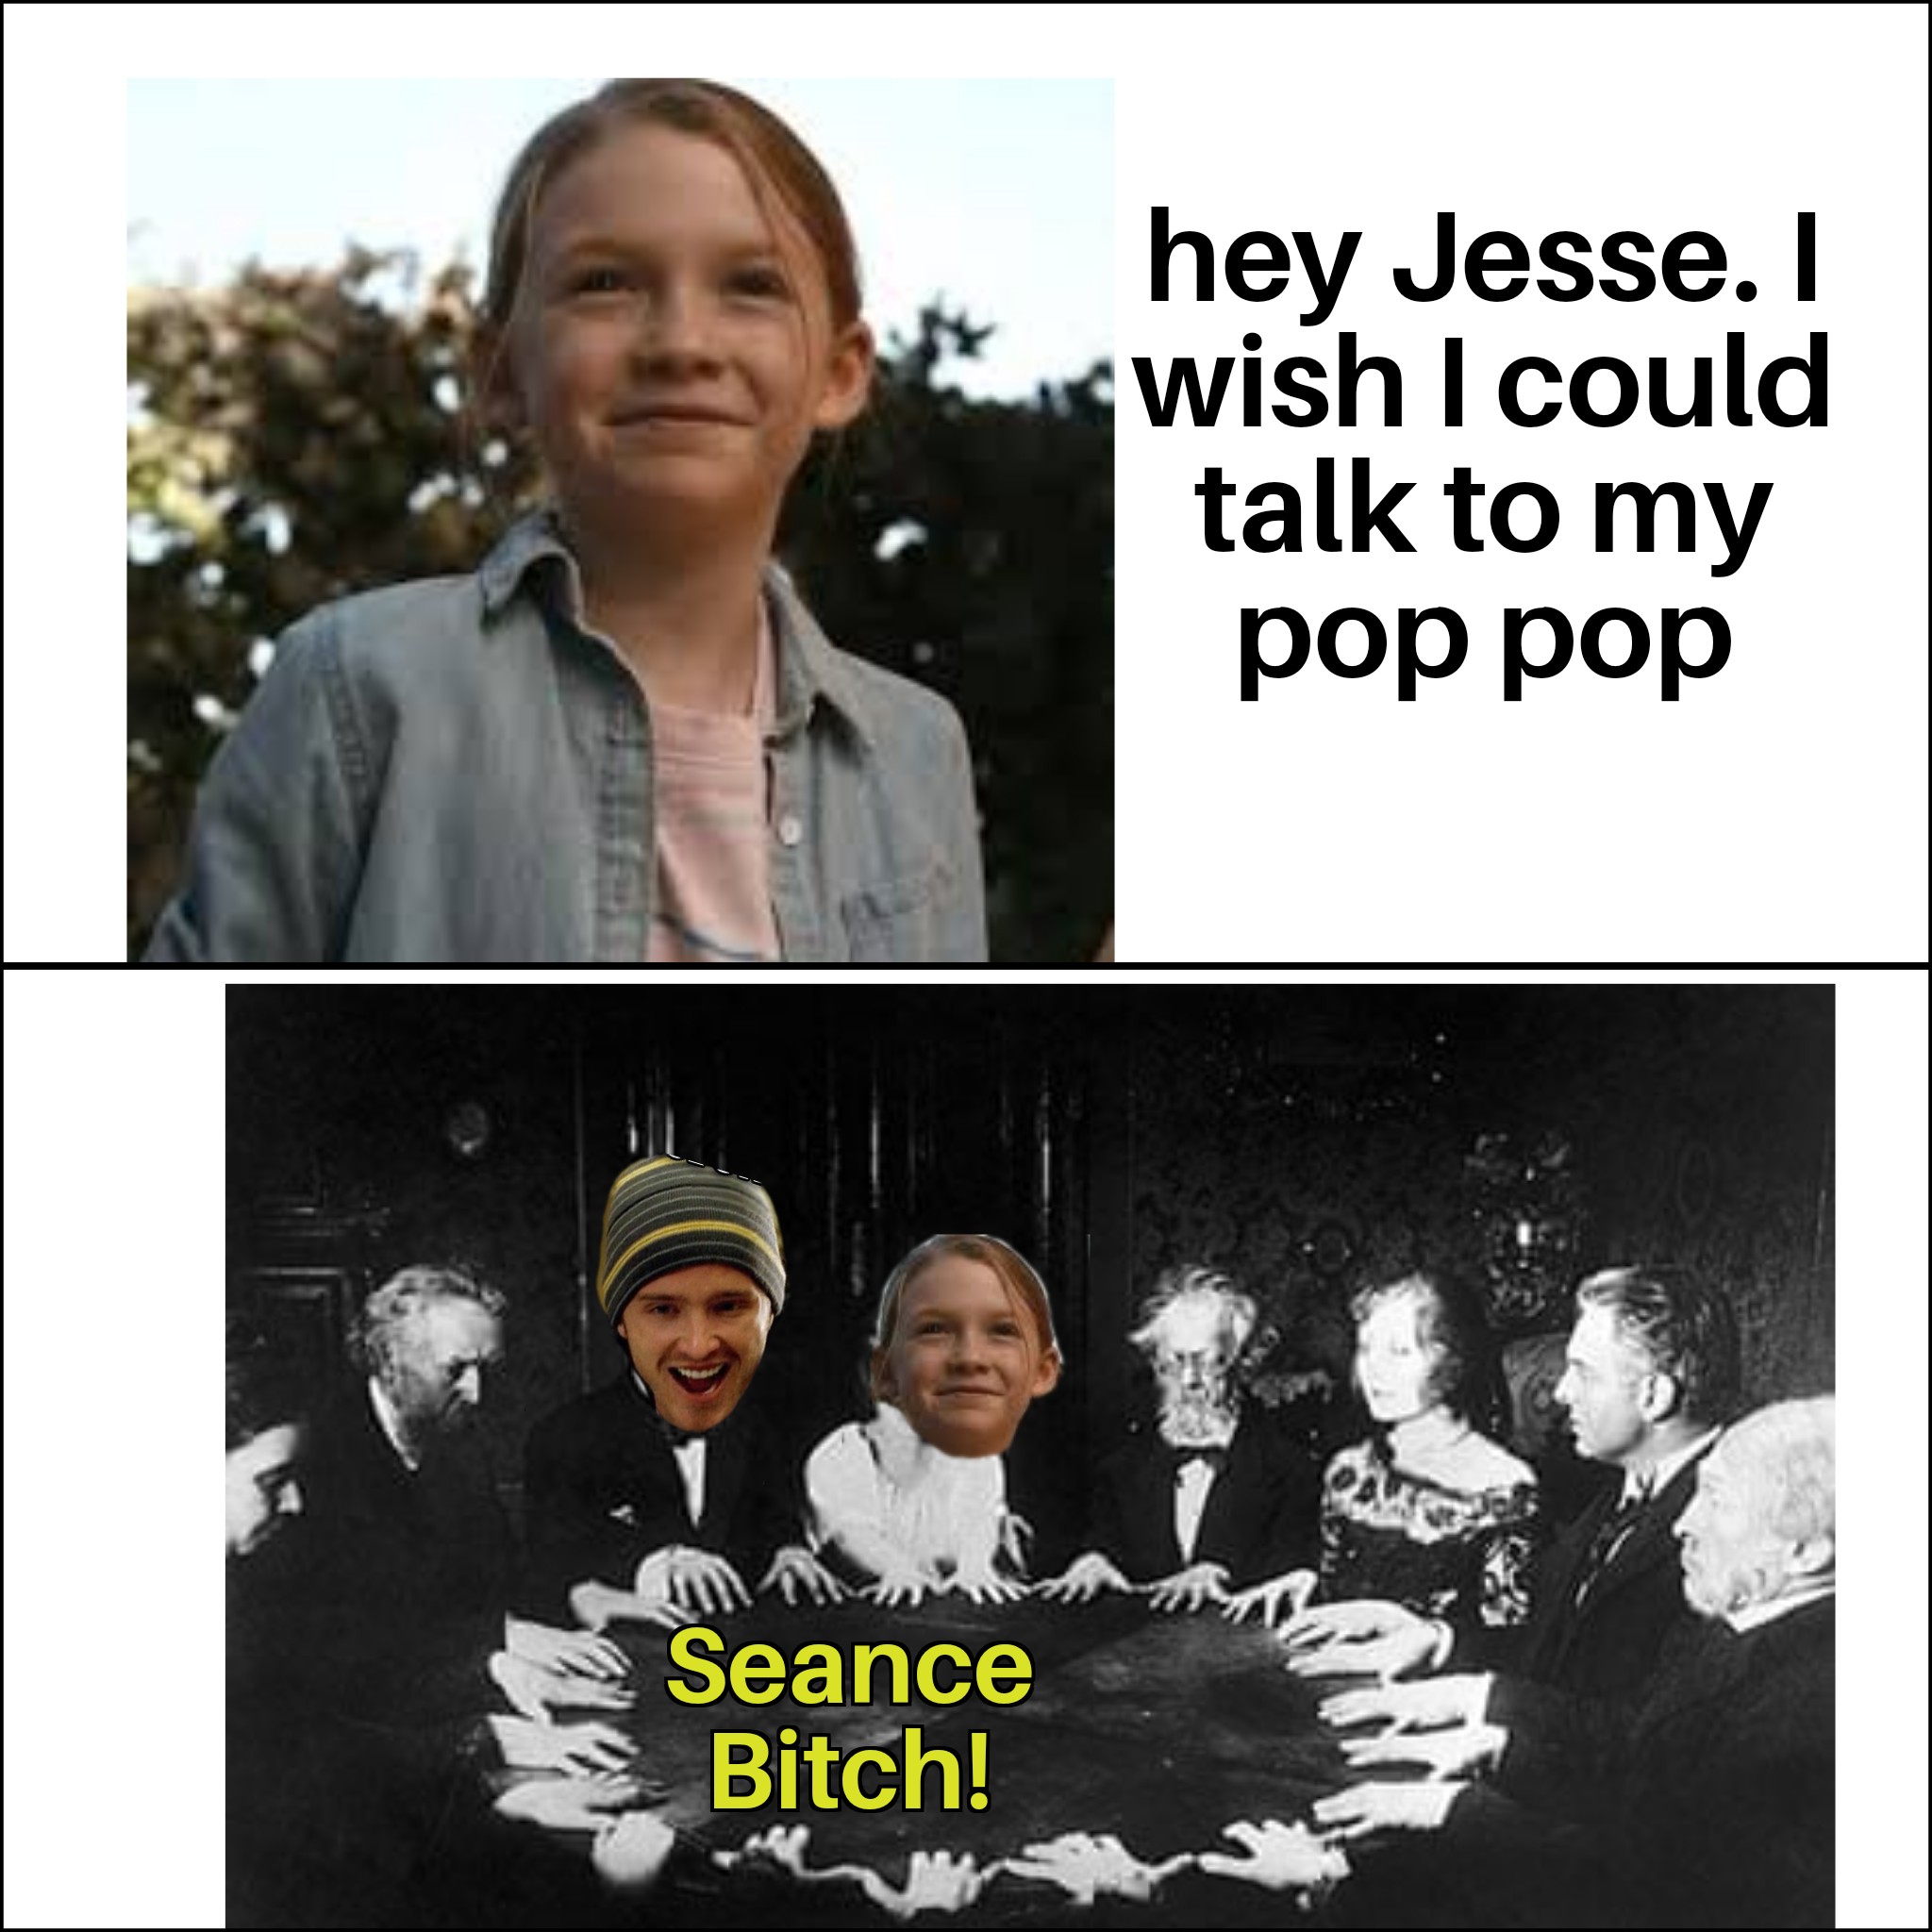 hey Jesse. I
wish I could
talk to my
pop pop
Seance
Bitch!